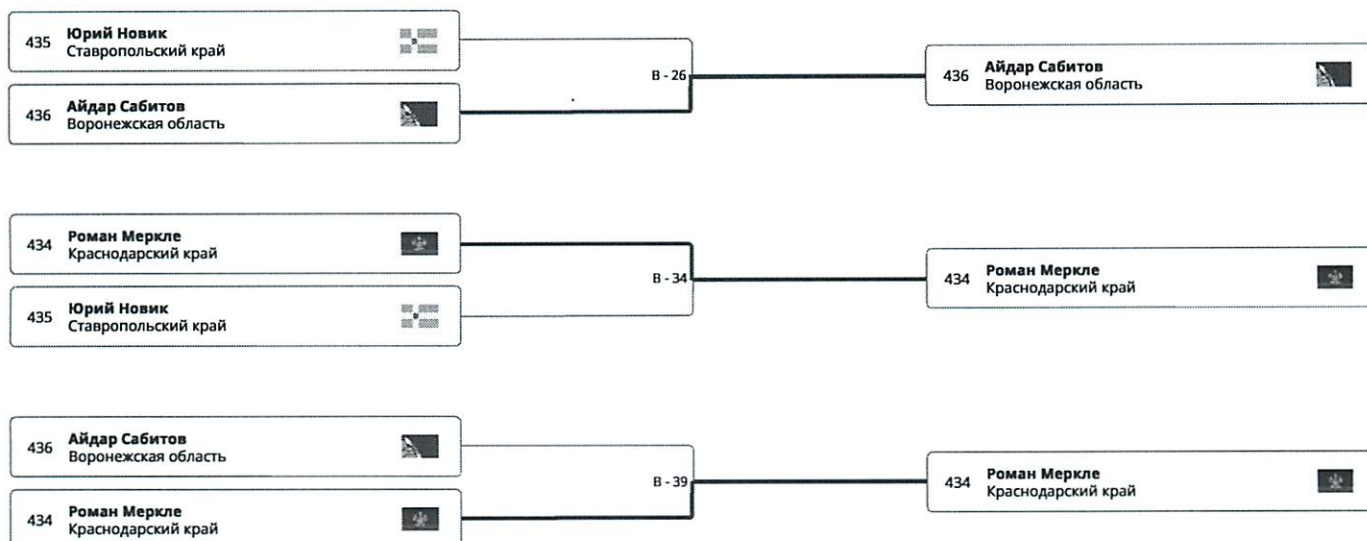 435 Юрий Новик
Ставропольский край
436 Айдар Сабитов
Воронежская область
B - 26
436 Айдар Сабитов
Воронежская область
434 Роман Меркле
Краснодарский край
435 Юрий Новик
Ставропольский край
B - 34
434 Роман Меркле
Краснодарский край
436 Айдар Сабитов
Воронежская область
434 Роман Меркле
Краснодарский край
B - 39
434 Роман Меркле
Краснодарский край